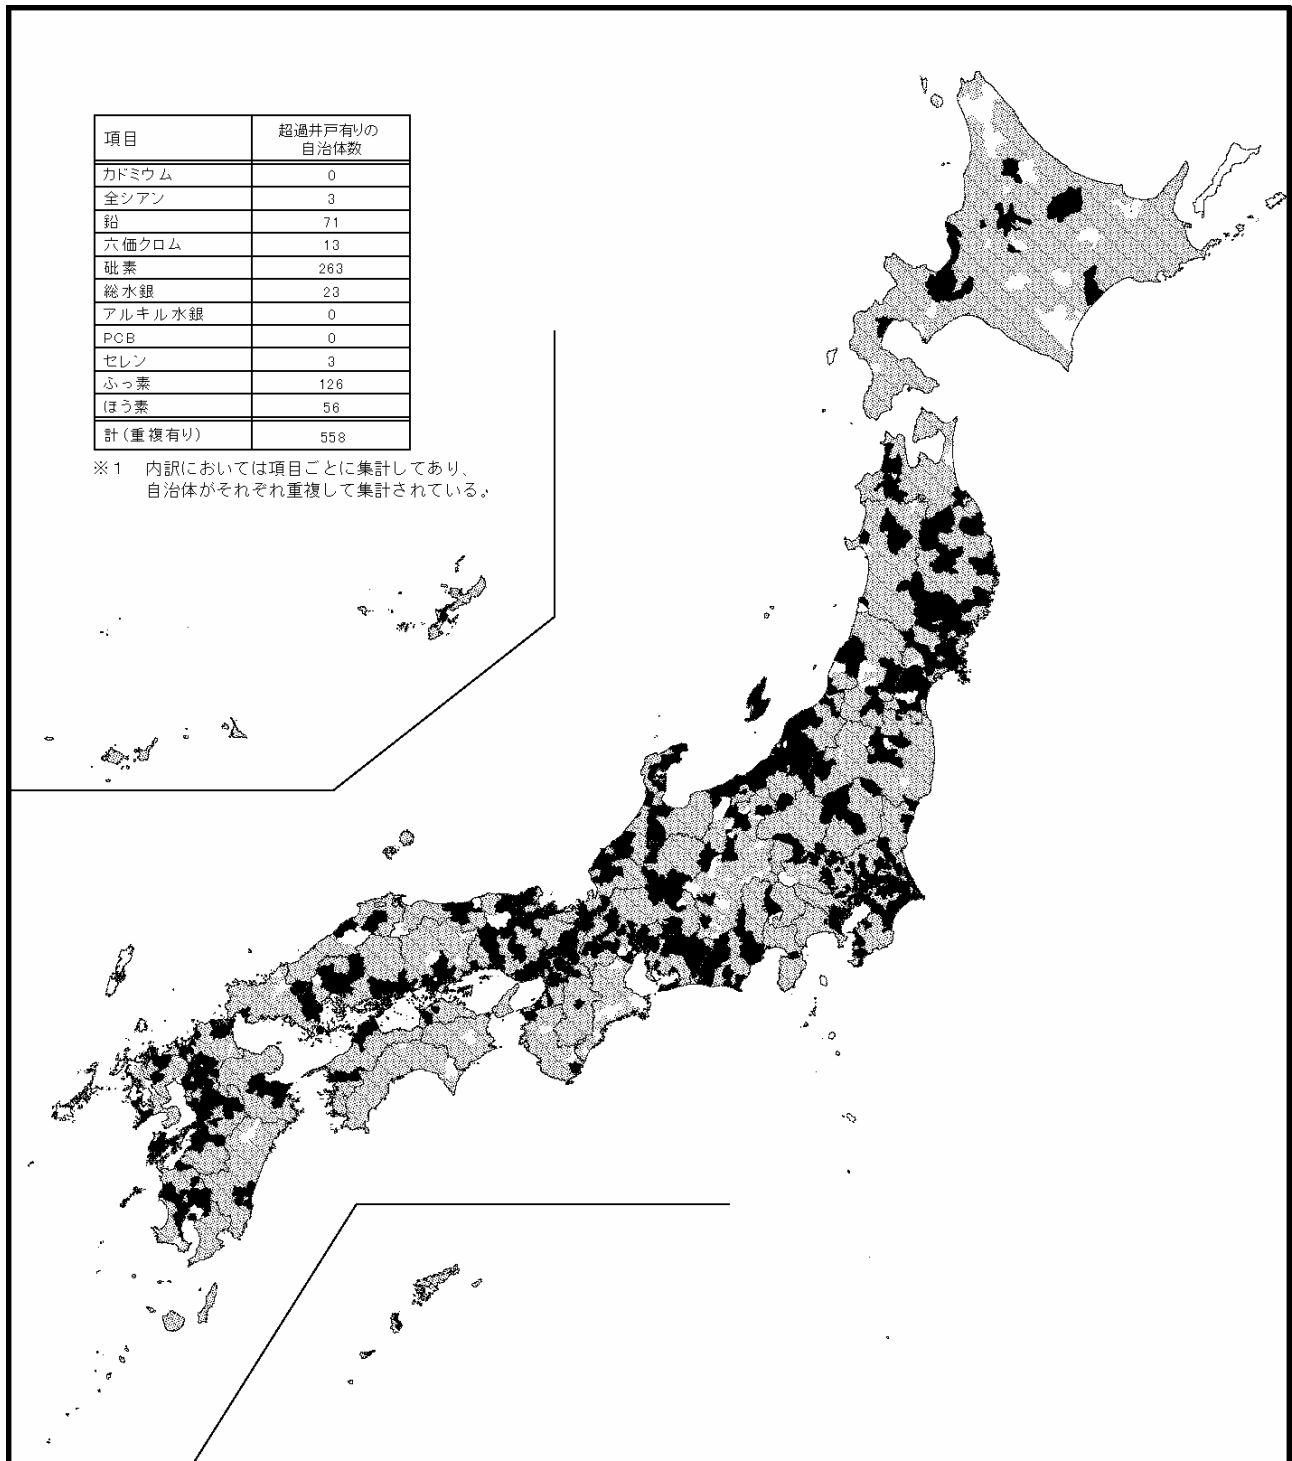 項目 超過井戸有りの
自治体数
カドミウム 0
全シアン 3
鉛 71
六価クロム 13
砒素 263
総水銀 23
アルキル水銀 0
PCB 0
セレン 3
ふっ素 126
ほう素 56
計(重複有り) 558
※1 内訳においては項目ごとに集計してあり、
自治体がそれぞれ重複して集計されている。